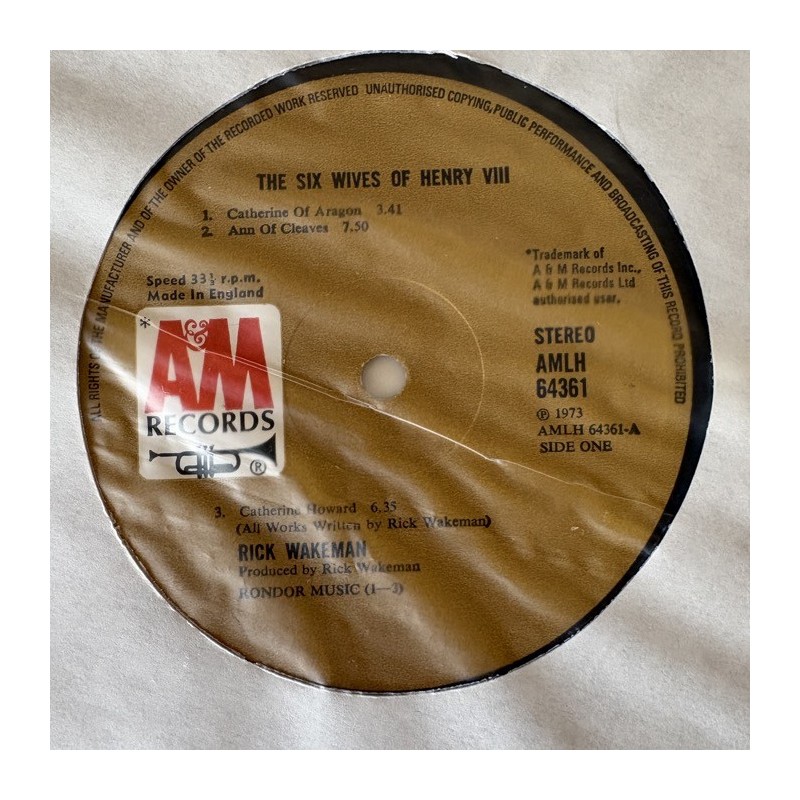 ALL RIGHTS OF THE MANUFACTURER AND OF THE OWNER OF THE RECORDED WORK RESERVED UNAUTHORISED COPYING, PUBLIC PERFORMANCE AND BROADCASTING OF THIS RECORD PROHIBITED
THE SIX WIVES OF HENRY VIII
1. Catherine Of Aragon 3.41
2. Ann Of Cleaves 7.50
Speed 33⅓ r.p.m.
Made In England
*Trademark of
A & M Records Inc.,
A & M Records Ltd
authorised user.
* A&M
RECORDS
®
STEREO
AMLH
64361
℗ 1973
AMLH 64361-A
SIDE ONE
3. Catherine Howard 6.35
(All Works Written by Rick Wakeman)
RICK WAKEMAN
Produced by Rick Wakeman
RONDOR MUSIC (1—3)